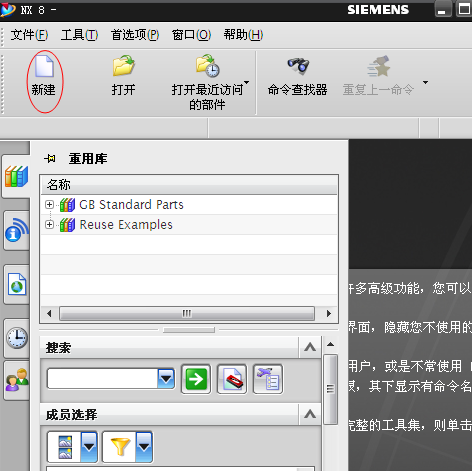 NX 8 -
SIEMENS
文件(F) 工具(T) 首选项(P) 窗口(O) 帮助(H)
新建
打开
打开最近访问的部件
命令查找器
重复上一命令
重用库
名称
GB Standard Parts
Reuse Examples
搜索
成员选择
许多高级功能，您可以
界面，隐藏您不使用的
用户，或是不常使用
，其下显示有命令名
完整的工具集，则单击